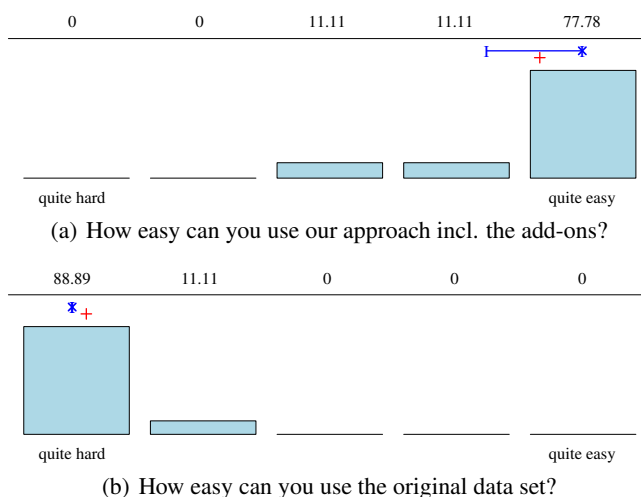 0 0 11.11 11.11 77.78
quite hard quite easy
(a) How easy can you use our approach incl. the add-ons?
88.89 11.11 0 0 0
quite hard quite easy
(b) How easy can you use the original data set?